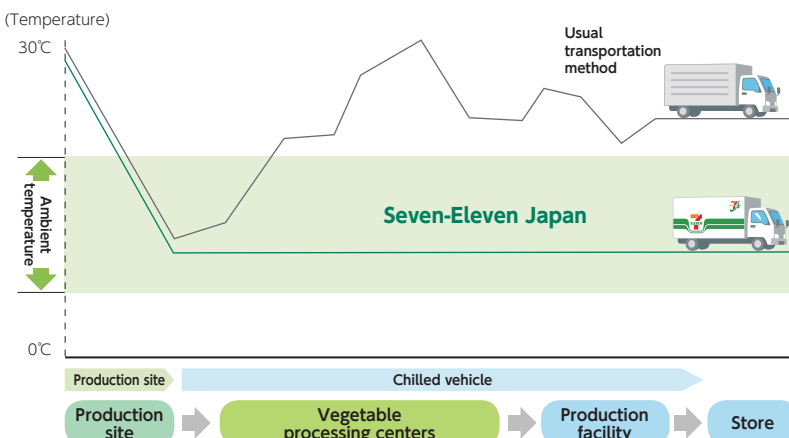 (Temperature)
30℃
Usual
transportation
method
Ambient
temperature
Seven-Eleven Japan
0℃
Production site
Chilled vehicle
Production
site
Vegetable
processing centers
Production
facility
Store